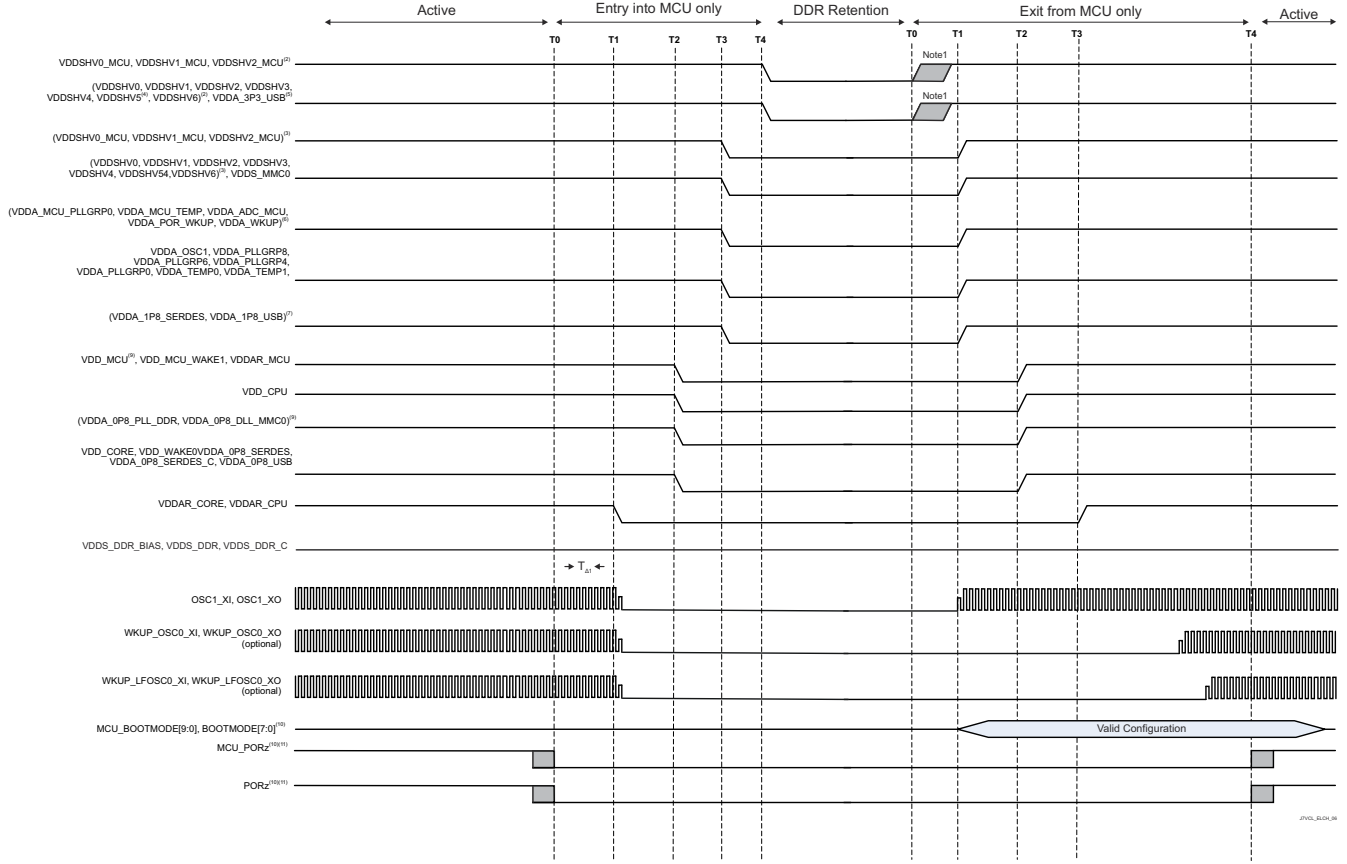 Active
Entry into MCU only
DDR Retention
Exit from MCU only
Active
T0
T1
T2
T3
T4
T0
T1
T2
T3
T4
VDDSHV0_MCU, VDDSHV1_MCU, VDDSHV2_MCU(2)
Note1
(VDDSHV0, VDDSHV1, VDDSHV2, VDDSHV3,
VDDSHV4, VDDSHV5(4), VDDSHV6)(2), VDDA_3P3_USB(5)
Note1
(VDDSHV0_MCU, VDDSHV1_MCU, VDDSHV2_MCU)(3)
(VDDSHV0, VDDSHV1, VDDSHV2, VDDSHV3,
VDDSHV4, VDDSHV54,VDDSHV6)(3), VDDS_MMC0
(VDDA_MCU_PLLGRP0, VDDA_MCU_TEMP, VDDA_ADC_MCU,
VDDA_POR_WKUP, VDDA_WKUP)(6)
VDDA_OSC1, VDDA_PLLGRP8,
VDDA_PLLGRP6, VDDA_PLLGRP4,
VDDA_PLLGRP0, VDDA_TEMP0, VDDA_TEMP1,
(VDDA_1P8_SERDES, VDDA_1P8_USB)(7)
VDD_MCU(9), VDD_MCU_WAKE1, VDDAR_MCU
VDD_CPU
(VDDA_0P8_PLL_DDR, VDDA_0P8_DLL_MMC0)(9)
VDD_CORE, VDD_WAKE0VDDA_0P8_SERDES,
VDDA_0P8_SERDES_C, VDDA_0P8_USB
VDDAR_CORE, VDDAR_CPU
VDDS_DDR_BIAS, VDDS_DDR, VDDS_DDR_C
TΔ1
OSC1_XI, OSC1_XO
WKUP_OSC0_XI, WKUP_OSC0_XO
(optional)
WKUP_LFOSC0_XI, WKUP_LFOSC0_XO
(optional)
MCU_BOOTMODE[9:0], BOOTMODE[7:0](10)
Valid Configuration
MCU_PORz(10)(11)
PORz(10)(11)
J7VCL_ELCH_06